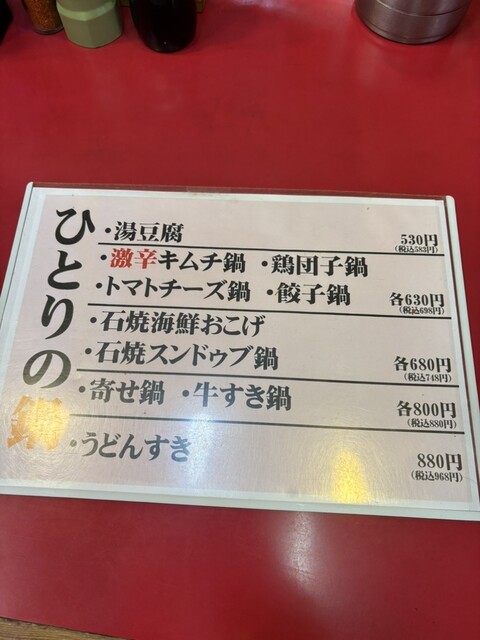 ひとりの鍋
・湯豆腐 530円
(税込583円)
・激辛キムチ鍋 ・鶏団子鍋
・トマトチーズ鍋 ・餃子鍋 各630円
(税込698円)
・石焼海鮮おこげ
・石焼スンドゥブ鍋 各680円
(税込748円)
・寄せ鍋 ・牛すき鍋 各800円
(税込880円)
・うどんすき 880円
(税込968円)